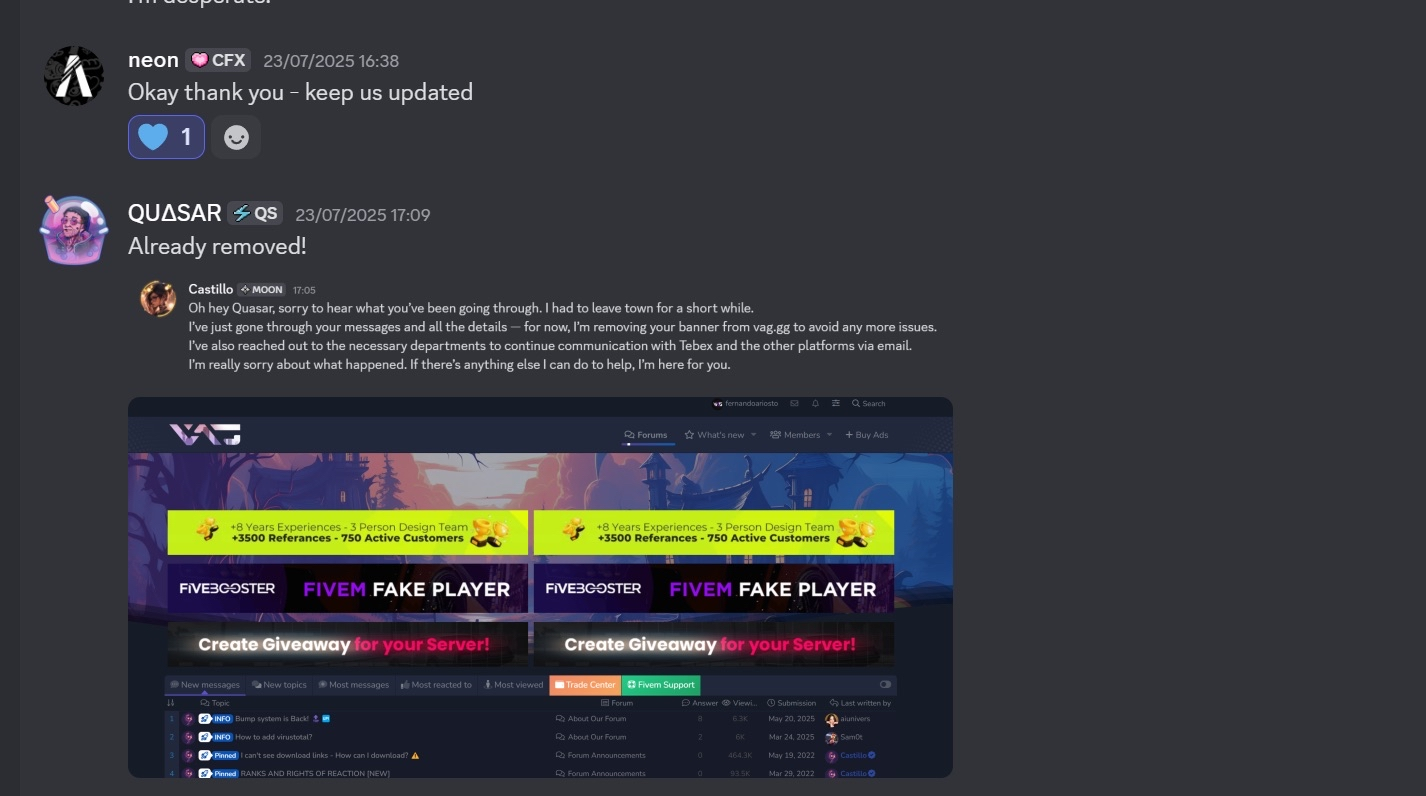 I'm desperate.
neon CFX 23/07/2025 16:38
Okay thank you - keep us updated
1
QUΔSAR QS 23/07/2025 17:09
Already removed!
Castillo MOON 17:05
Oh hey Quasar, sorry to hear what you've been going through. I had to leave town for a short while.
I've just gone through your messages and all the details — for now, I'm removing your banner from vag.gg to avoid any more issues.
I've also reached out to the necessary departments to continue communication with Tebex and the other platforms via email.
I'm really sorry about what happened. If there's anything else I can do to help, I'm here for you.
fernandoariosto Search
VAG Forums What's new Members + Buy Ads
+8 Years Experiences - 3 Person Design Team +8 Years Experiences - 3 Person Design Team
+3500 Referances - 750 Active Customers +3500 Referances - 750 Active Customers
FIVEBOOSTER FIVEM FAKE PLAYER FIVEBOOSTER FIVEM FAKE PLAYER
Create Giveaway for your Server! Create Giveaway for your Server!
New messages New topics Most messages Most reacted to Most viewed Trade Center Fivem Support
Topic Forum Answer Viewi... Submission Last written by
1 INFO Bump system is Back! About Our Forum 8 6.3K May 20, 2025 aiunivers
2 INFO How to add virustotal? About Our Forum 2 6K Mar 24, 2025 Sam0t
3 Pinned I can't see download links - How can I download? Forum Announcements 0 464.3K May 19, 2022 Castillo
4 Pinned RANKS AND RIGHTS OF REACTION [NEW] Forum Announcements 0 93.5K Mar 29, 2022 Castillo